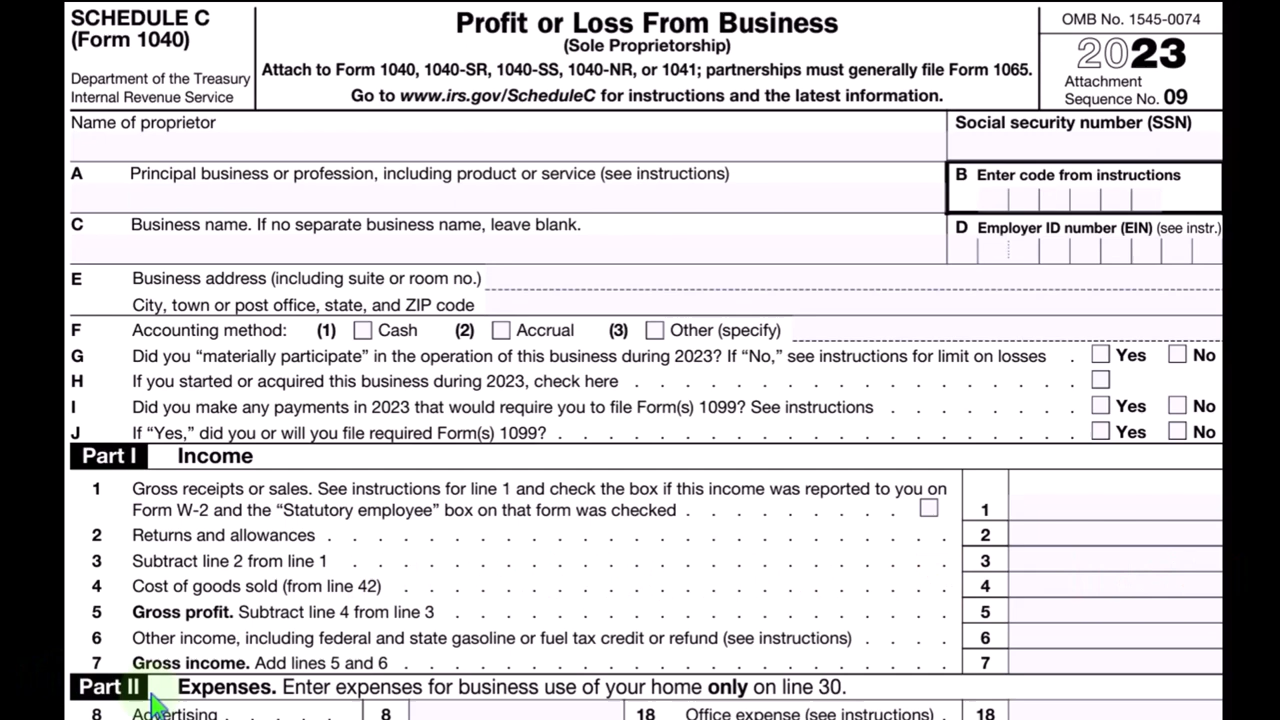 SCHEDULE C
(Form 1040)
Department of the Treasury
Internal Revenue Service
Profit or Loss From Business
(Sole Proprietorship)
Attach to Form 1040, 1040-SR, 1040-SS, 1040-NR, or 1041; partnerships must generally file Form 1065.
Go to www.irs.gov/ScheduleC for instructions and the latest information.
OMB No. 1545-0074
2023
Attachment
Sequence No. 09
Name of proprietor
Social security number (SSN)
A Principal business or profession, including product or service (see instructions)
B Enter code from instructions
C Business name. If no separate business name, leave blank.
D Employer ID number (EIN) (see instr.)
E Business address (including suite or room no.)
City, town or post office, state, and ZIP code
F Accounting method: (1) Cash (2) Accrual (3) Other (specify)
G Did you “materially participate” in the operation of this business during 2023? If “No,” see instructions for limit on losses . Yes No
H If you started or acquired this business during 2023, check here . . . . . . . . . . . . . . . . .
I Did you make any payments in 2023 that would require you to file Form(s) 1099? See instructions . . . . . . . Yes No
J If “Yes,” did you or will you file required Form(s) 1099? . . . . . . . . . . . . . . . . . . . Yes No
Part I Income
1 Gross receipts or sales. See instructions for line 1 and check the box if this income was reported to you on
Form W-2 and the “Statutory employee” box on that form was checked . . . . . . . . . 1
2 Returns and allowances . . . . . . . . . . . . . . . . . . . . . 2
3 Subtract line 2 from line 1 . . . . . . . . . . . . . . . . . . . . 3
4 Cost of goods sold (from line 42) . . . . . . . . . . . . . . . . . . 4
5 Gross profit. Subtract line 4 from line 3 . . . . . . . . . . . . . . . . 5
6 Other income, including federal and state gasoline or fuel tax credit or refund (see instructions) . . . . 6
7 Gross income. Add lines 5 and 6 . . . . . . . . . . . . . . . . . . 7
Part II Expenses. Enter expenses for business use of your home only on line 30.
8 Advertising . . . . . 8 18 Office expense (see instructions) . 18